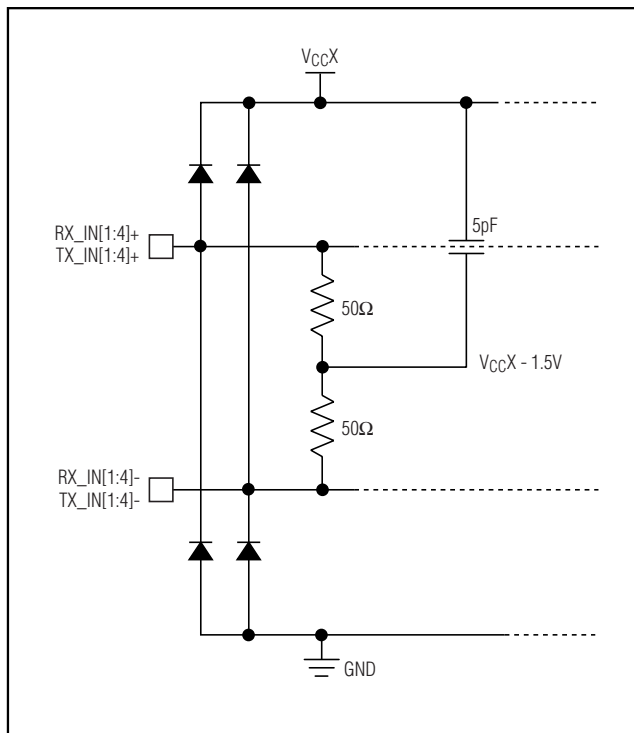 VCCX
RX_IN[1:4]+
TX_IN[1:4]+
5pF
50Ω
VCCX - 1.5V
50Ω
RX_IN[1:4]-
TX_IN[1:4]-
GND